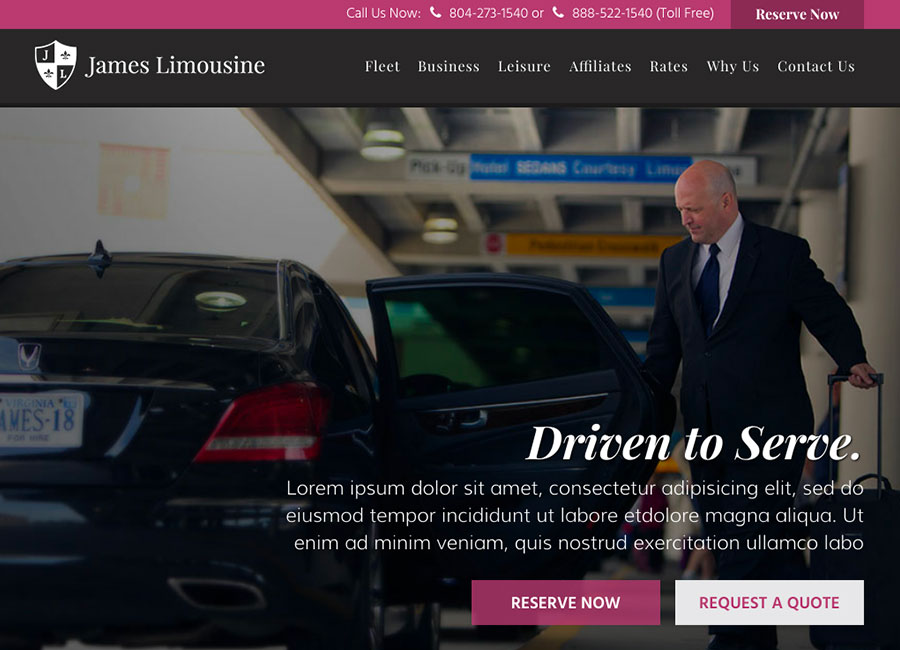 Call Us Now: 804-273-1540 or 888-522-1540 (Toll Free)
Reserve Now
J
L
James Limousine
Fleet Business Leisure Affiliates Rates Why Us Contact Us
Pick-Up Hotel SEDANS Courtesy Limo
Pedestrian Crosswalk
VIRGINIA
AMES-18
FOR HIRE
Driven to Serve.
Lorem ipsum dolor sit amet, consectetur adipisicing elit, sed do
eiusmod tempor incididunt ut labore etdolore magna aliqua. Ut
enim ad minim veniam, quis nostrud exercitation ullamco labo
RESERVE NOW
REQUEST A QUOTE